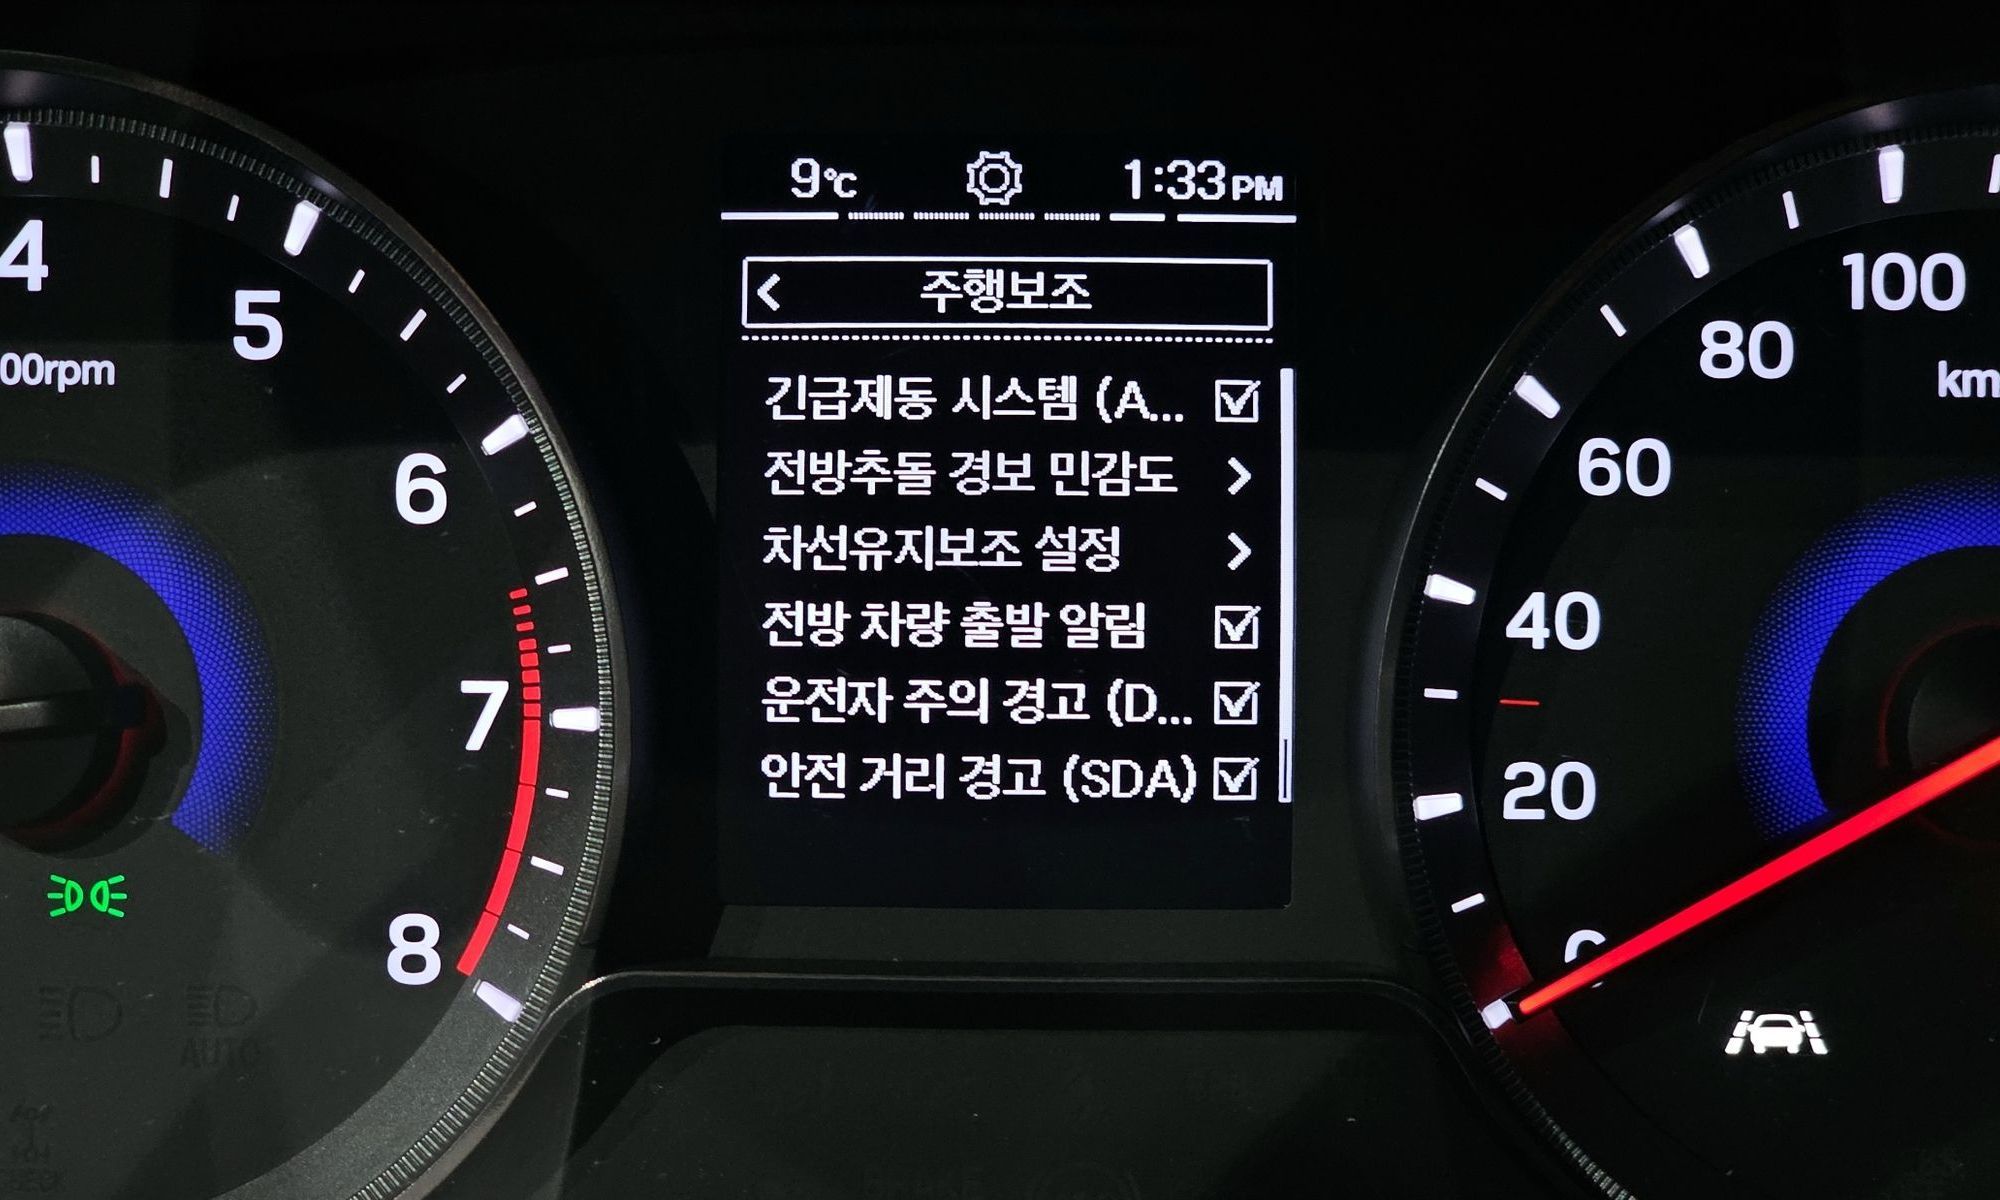 9℃ 1:33PM
주행보조
긴급제동 시스템 (A...
전방추돌 경보 민감도
차선유지보조 설정
전방 차량 출발 알림
운전자 주의 경고 (D...
안전 거리 경고 (SDA)
4
5
00rpm
6
7
8
AUTO
100
80
km
60
40
20
0